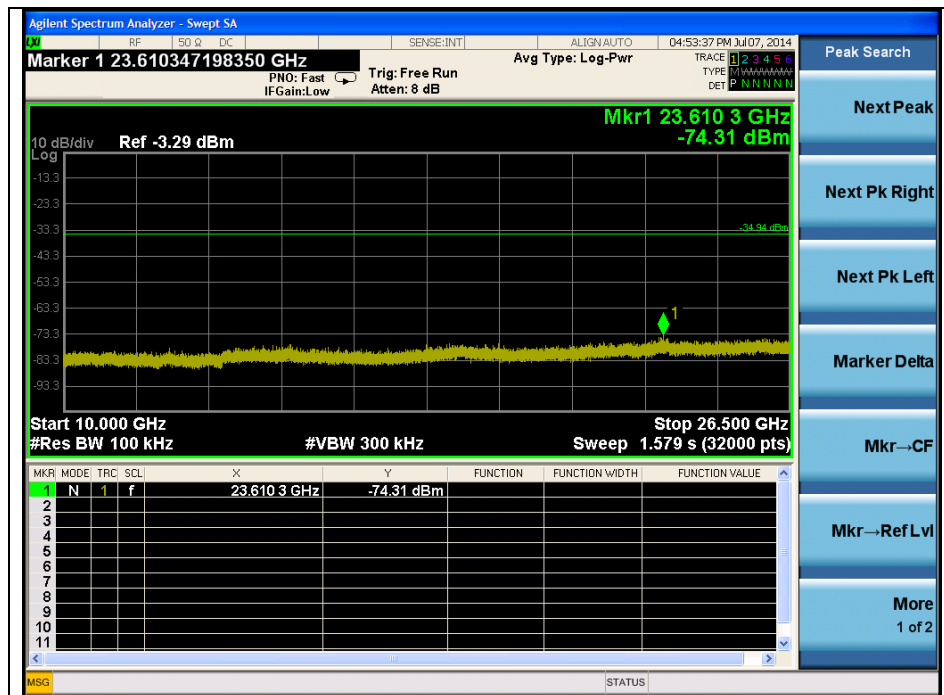 Agilent Spectrum Analyzer - Swept SA
LXI RF 50 Ω DC SENSE:INT ALIGNAUTO 04:53:37 PM Jul 07, 2014
Marker 1 23.610347198350 GHz
PNO: Fast
IFGain:Low
Trig: Free Run
Atten: 8 dB
Avg Type: Log-Pwr
TRACE 1 2 3 4 5 6
TYPE M
DET P N N N N N
Peak Search
Next Peak
Next Pk Right
Next Pk Left
Marker Delta
Mkr→CF
Mkr→Ref Lvl
More
1 of 2
Mkr1 23.610 3 GHz
-74.31 dBm
10 dB/div Ref -3.29 dBm
Log
-13.3
-23.3
-33.3
-34.94 dBm
-43.3
-53.3
-63.3
1
-73.3
-83.3
-93.3
Start 10.000 GHz Stop 26.500 GHz
#Res BW 100 kHz #VBW 300 kHz Sweep 1.579 s (32000 pts)
MKR MODE TRC SCL X Y FUNCTION FUNCTION WIDTH FUNCTION VALUE
1 N 1 f 23.610 3 GHz -74.31 dBm
2
3
4
5
6
7
8
9
10
11
MSG STATUS